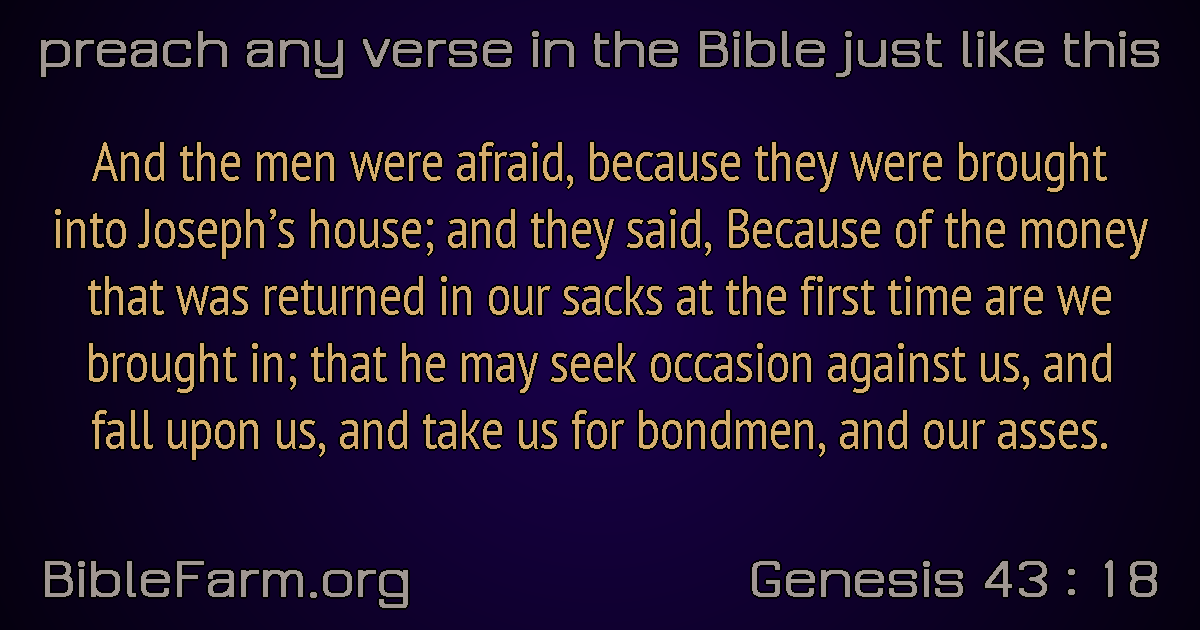 preach any verse in the Bible just like this
And the men were afraid, because they were brought
into Joseph’s house; and they said, Because of the money
that was returned in our sacks at the first time are we
brought in; that he may seek occasion against us, and
fall upon us, and take us for bondmen, and our asses.
BibleFarm.org
Genesis 43 : 18